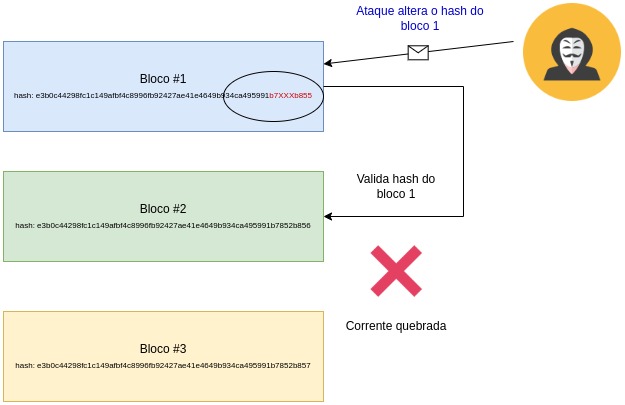 Ataque altera o hash do
bloco 1
Bloco #1
hash: e3b0c44298fc1c149afbf4c8996fb92427ae41e4649b934ca495991b7XXXb855
Valida hash do
bloco 1
Bloco #2
hash: e3b0c44298fc1c149afbf4c8996fb92427ae41e4649b934ca495991b7852b856
Corrente quebrada
Bloco #3
hash: e3b0c44298fc1c149afbf4c8996fb92427ae41e4649b934ca495991b7852b857